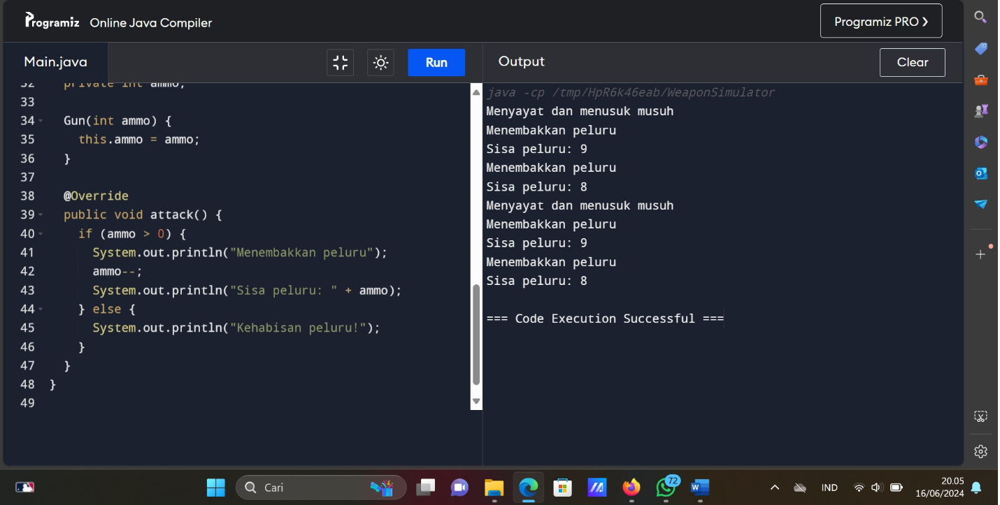 Programiz Online Java Compiler
Programiz PRO ❯
Main.java
Run
Output
Clear
32 private int ammo;
33
34 Gun(int ammo) {
35 this.ammo = ammo;
36 }
37
38 @Override
39 public void attack() {
40 if (ammo > 0) {
41 System.out.println("Menembakkan peluru");
42 ammo--;
43 System.out.println("Sisa peluru: " + ammo);
44 } else {
45 System.out.println("Kehabisan peluru!");
46 }
47 }
48 }
49
java -cp /tmp/HpR6k46eab/WeaponSimulator
Menyayat dan menusuk musuh
Menembakkan peluru
Sisa peluru: 9
Menembakkan peluru
Sisa peluru: 8
Menyayat dan menusuk musuh
Menembakkan peluru
Sisa peluru: 9
Menembakkan peluru
Sisa peluru: 8
=== Code Execution Successful ===
Cari
72
IND
20.05
16/06/2024